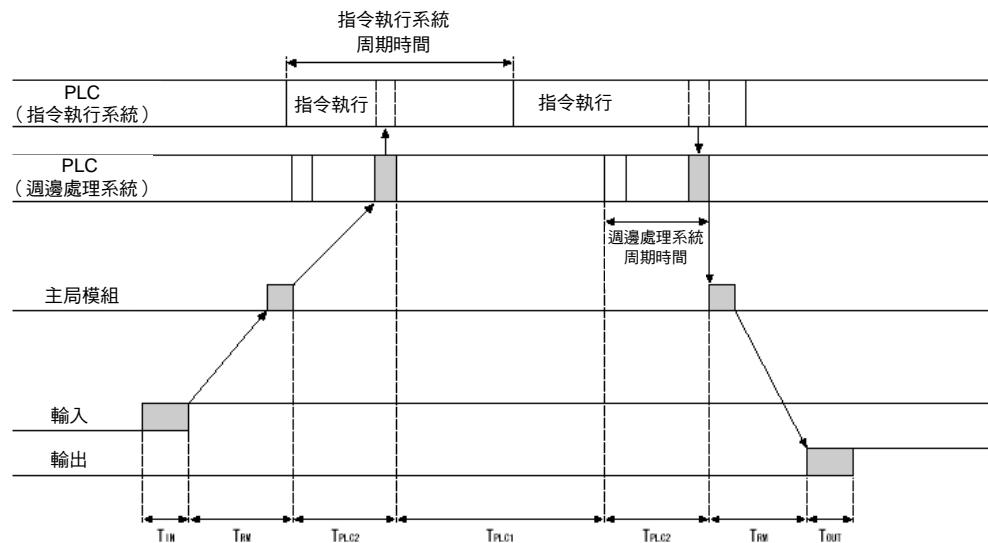 指令執行系統
周期時間
PLC
（指令執行系統）
指令執行
指令執行
PLC
（週邊處理系統）
週邊處理系統
周期時間
主局模組
輸入
輸出
TIN
TRM
TPLC2
TPLC1
TPLC2
TRM
TOUT